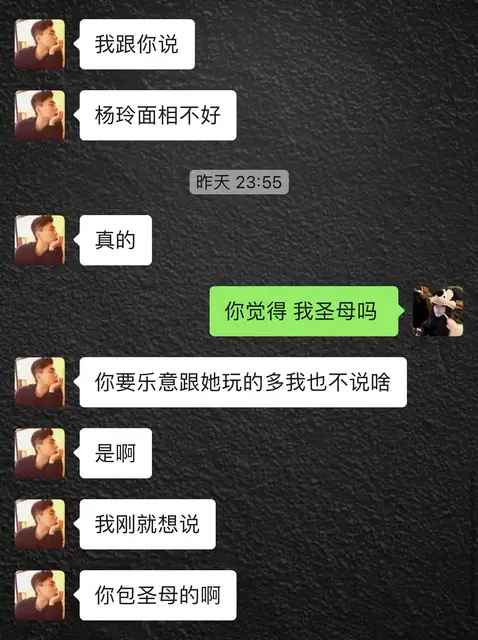 我跟你说
杨玲面相不好
昨天 23:55
真的
你觉得 我圣母吗
你要乐意跟她玩的多我也不说啥
是啊
我刚就想说
你包圣母的啊